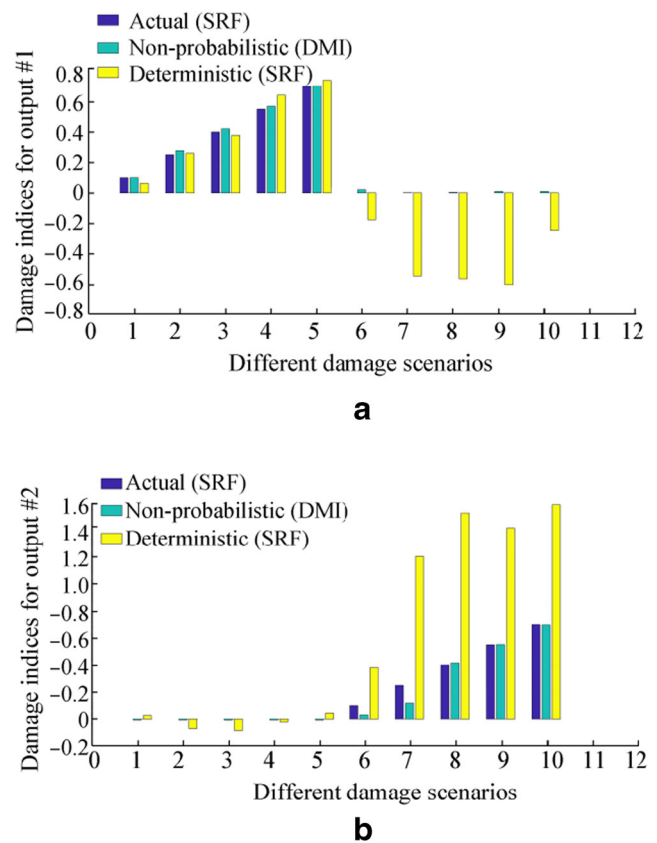 Actual (SRF)
Non-probabilistic (DMI)
Deterministic (SRF)
Damage indices for output #1
0.8
0.6
0.4
0.2
0
−0.2
−0.4
−0.6
−0.8
0 1 2 3 4 5 6 7 8 9 10 11 12
Different damage scenarios
a
Actual (SRF)
Non-probabilistic (DMI)
Deterministic (SRF)
Damage indices for output #2
1.6
1.4
1.2
1.0
−0.8
−0.6
−0.4
−0.2
0
−0.2
0 1 2 3 4 5 6 7 8 9 10 11 12
Different damage scenarios
b